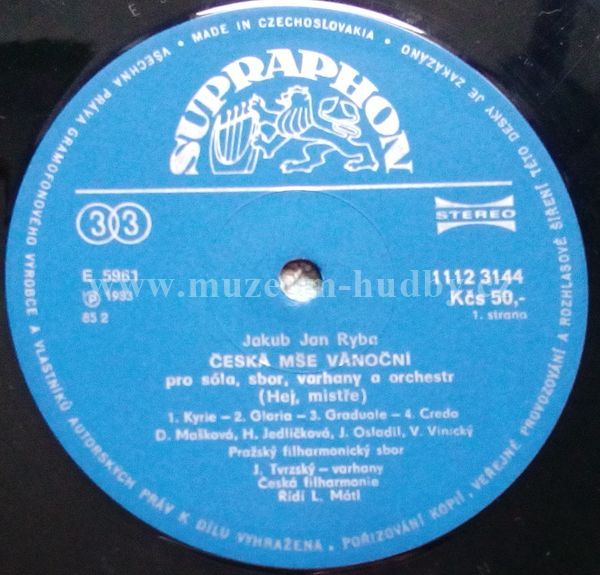 VŠECHNA PRÁVA GRAMOFONOVÉHO VÝROBCE A VLASTNÍKŮ AUTORSKÝCH PRÁV K DÍLU VYHRAŽENA. POŘIZOVÁNÍ KOPIÍ, VEŘEJNÉ PROVOZOVÁNÍ A ROZHLASOVÉ ŠÍŘENÍ TÉTO DESKY JE ZAKÁZÁNO • MADE IN CZECHOSLOVAKIA •
SUPRAPHON
33
STEREO
E 5961
1112 3144
www.muzeum-hudby.cz
Ⓟ 1983
Kčs 50,-
85 2
1. strana
Jakub Jan Ryba
ČESKÁ MŠE VÁNOČNÍ
pro sóla, sbor, varhany a orchestr
(Hej, mistře)
1. Kyrie – 2. Gloria – 3. Graduale – 4. Credo
D. Mašková, H. Jedličková, J. Osladil, V. Vinický
Pražský filharmonický sbor
J. Tvrzský – varhany
Česká filharmonie
Řídí L. Mátl